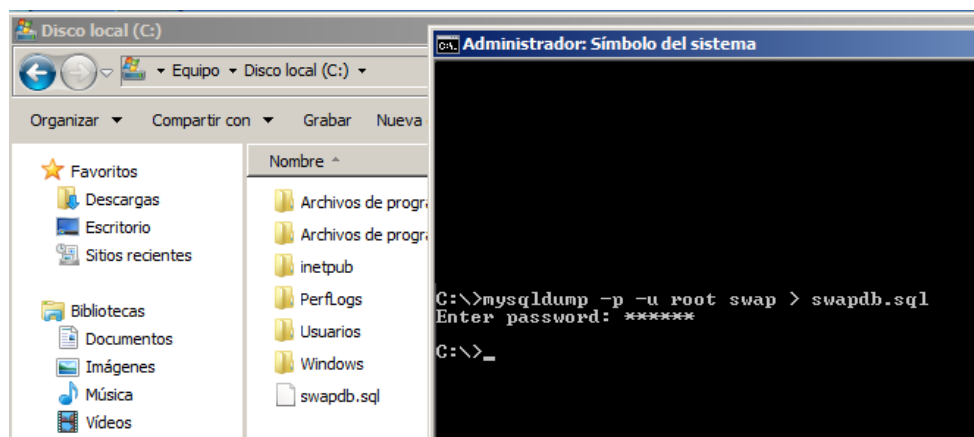 Disco local (C:)
Equipo Disco local (C:)
Organizar Compartir con Grabar Nueva
Favoritos
Descargas
Escritorio
Sitios recientes
Bibliotecas
Documentos
Imágenes
Música
Vídeos
Nombre
Archivos de progra
Archivos de progra
inetpub
PerfLogs
Usuarios
Windows
swapdb.sql
Administrador: Símbolo del sistema
C:\>mysqldump -p -u root swap > swapdb.sql
Enter password: ******
C:\>_